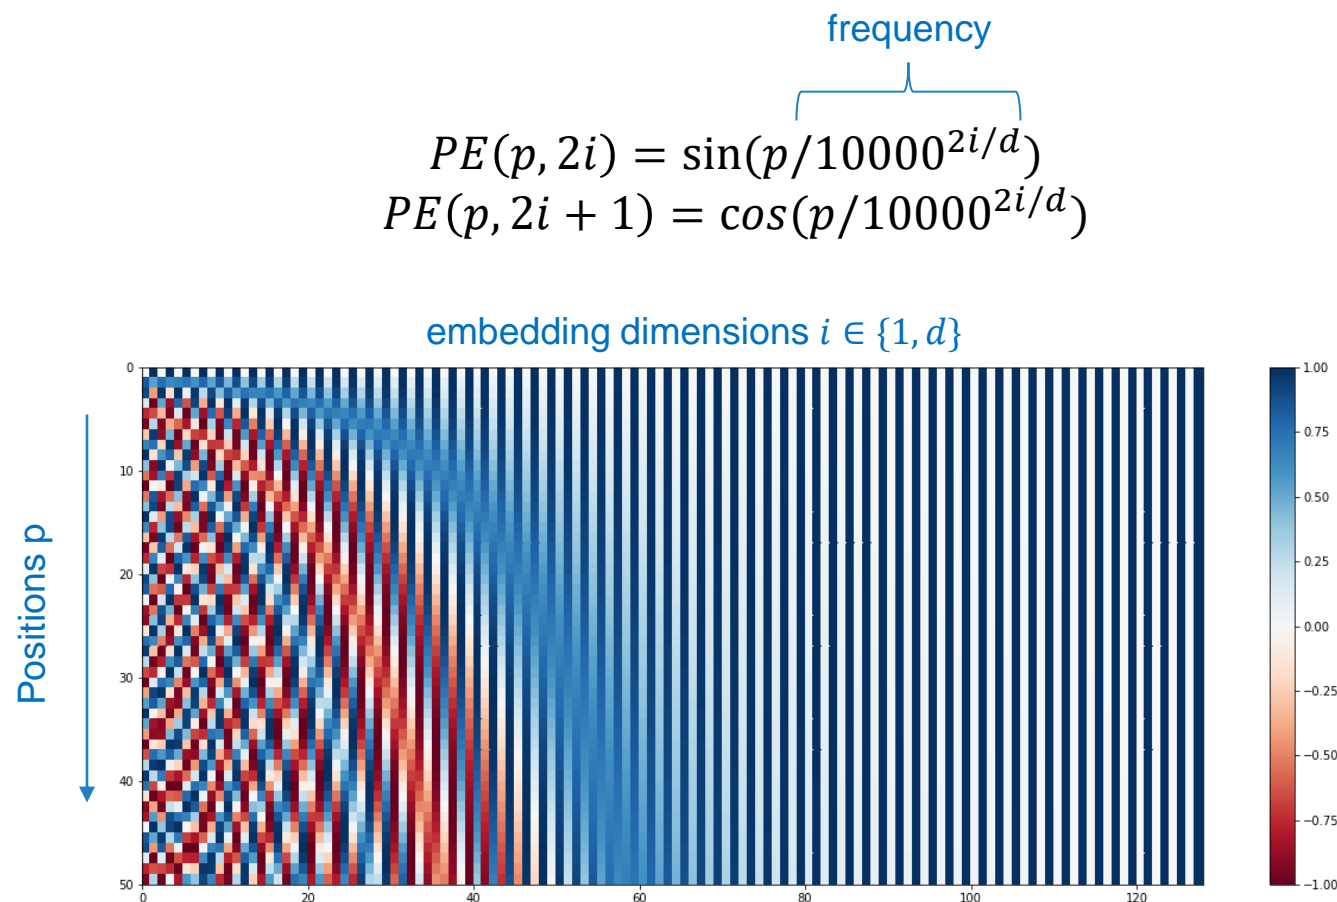 frequency
PE(p, 2i) = sin(p/10000^{2i/d})
PE(p, 2i + 1) = cos(p/10000^{2i/d})
embedding dimensions i ∈ {1, d}
Positions p
0
10
20
30
40
50
0 20 40 60 80 100 120
1.00
0.75
0.50
0.25
0.00
−0.25
−0.50
−0.75
−1.00